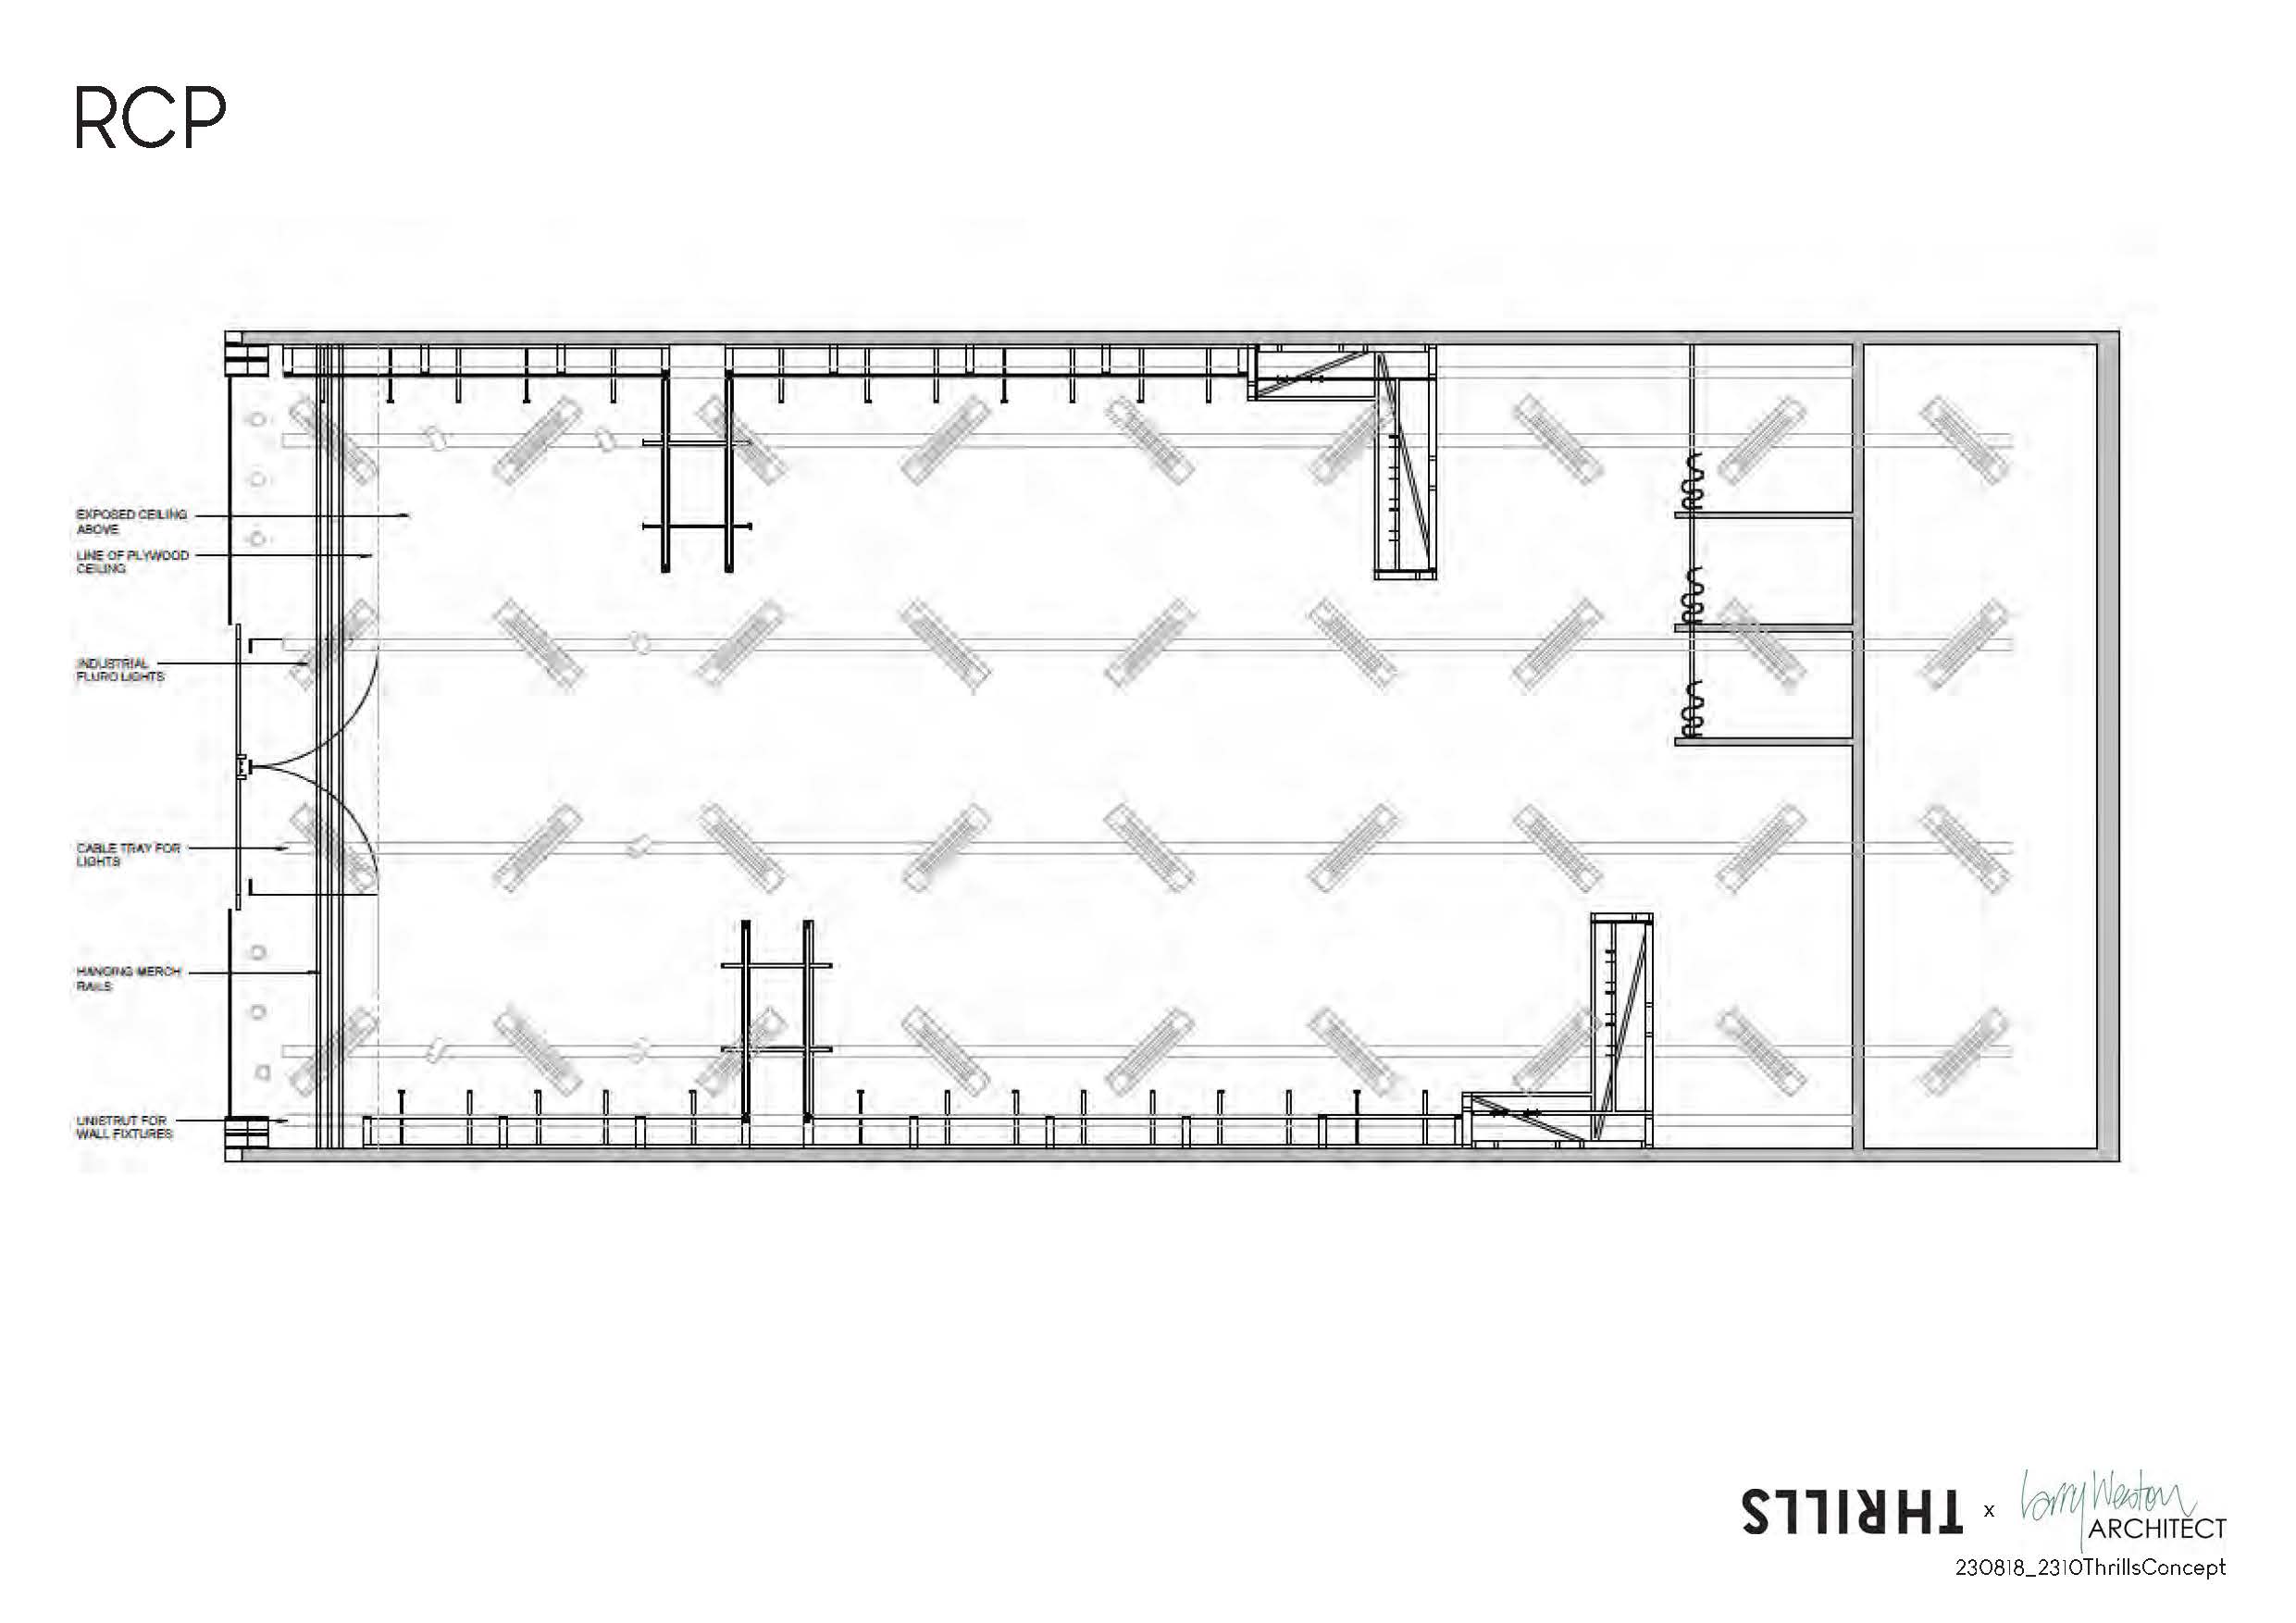 RCP
EXPOSED CEILING
ABOVE
LINE OF PLYWOOD
CEILING
INDUSTRIAL
FLURO LIGHTS
CABLE TRAY FOR
LIGHTS
HANGING MERCH
RAILS
UNISTRUT FOR
WALL FIXTURES
THRILLS x Larry Weston
ARCHITECT
230818_2310ThrillsConcept